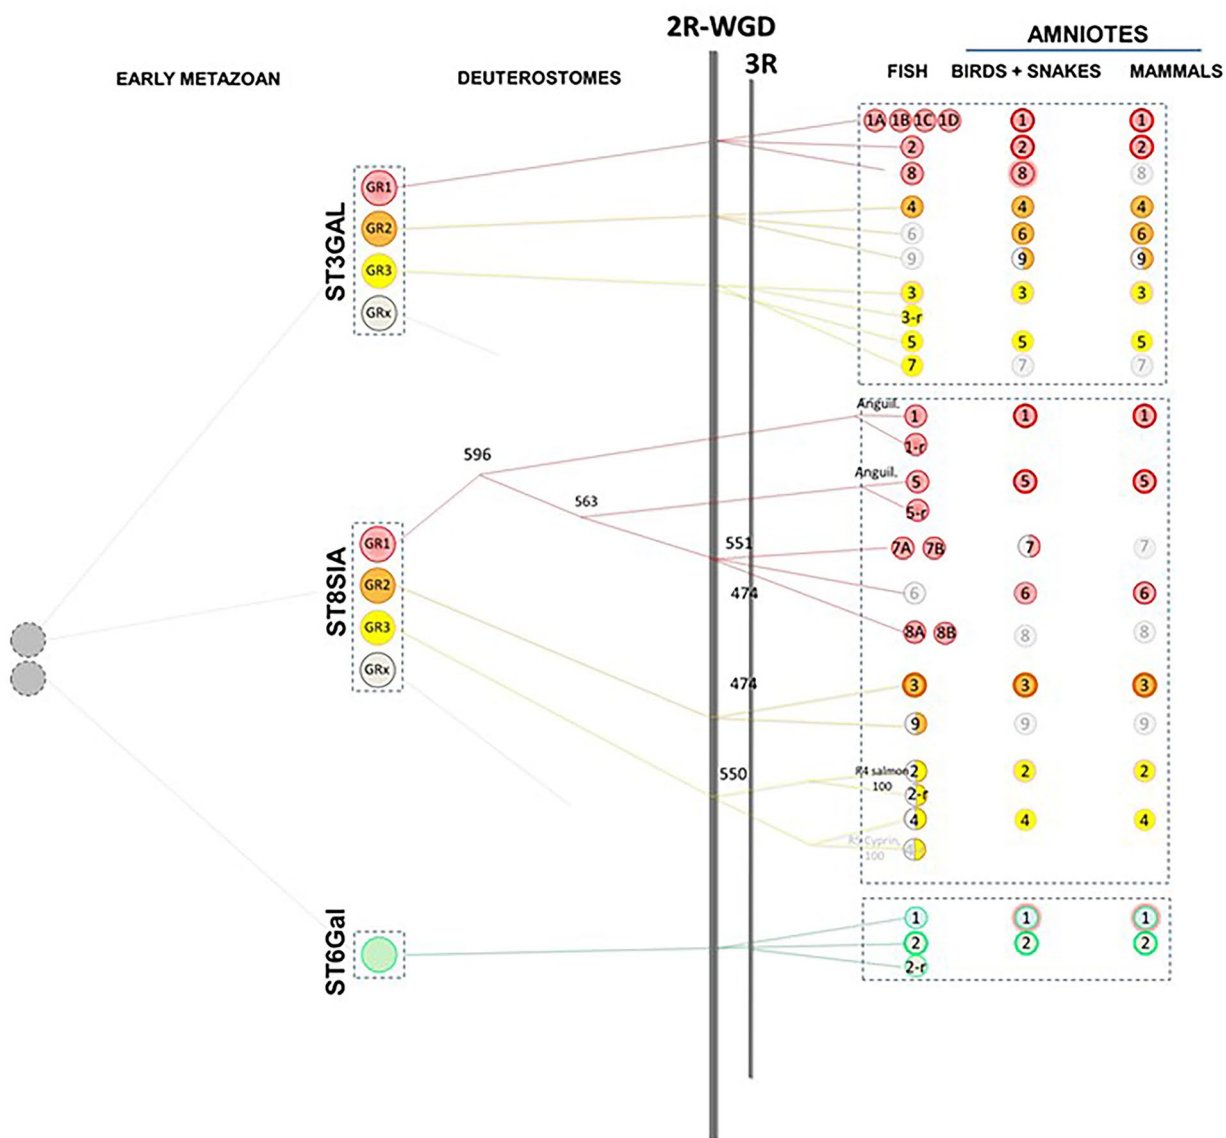 2R-WGD
3R
AMNIOTES
EARLY METAZOAN
DEUTEROSTOMES
FISH
BIRDS + SNAKES
MAMMALS
ST3GAL
GR1
GR2
GR3
GRx
1A 1B 1C 1D 1 1
2 2 2
8 8 8
4 4 4
6 6 6
9 9 9
3 3 3
3-r
5 5 5
7 7 7
ST8SIA
GR1
GR2
GR3
GRx
596
563
551
474
474
550
Anguil.
1 1 1
1-r
Anguil.
5 5 5
5-r
7A 7B 7 7
6 6 6
8A 8B 8 8
3 3 3
9 9 9
R4 salmon 2 2 2
100
2-r
4 4 4
Cyprin,
100
ST6Gal
1 1 1
2 2 2
2-r